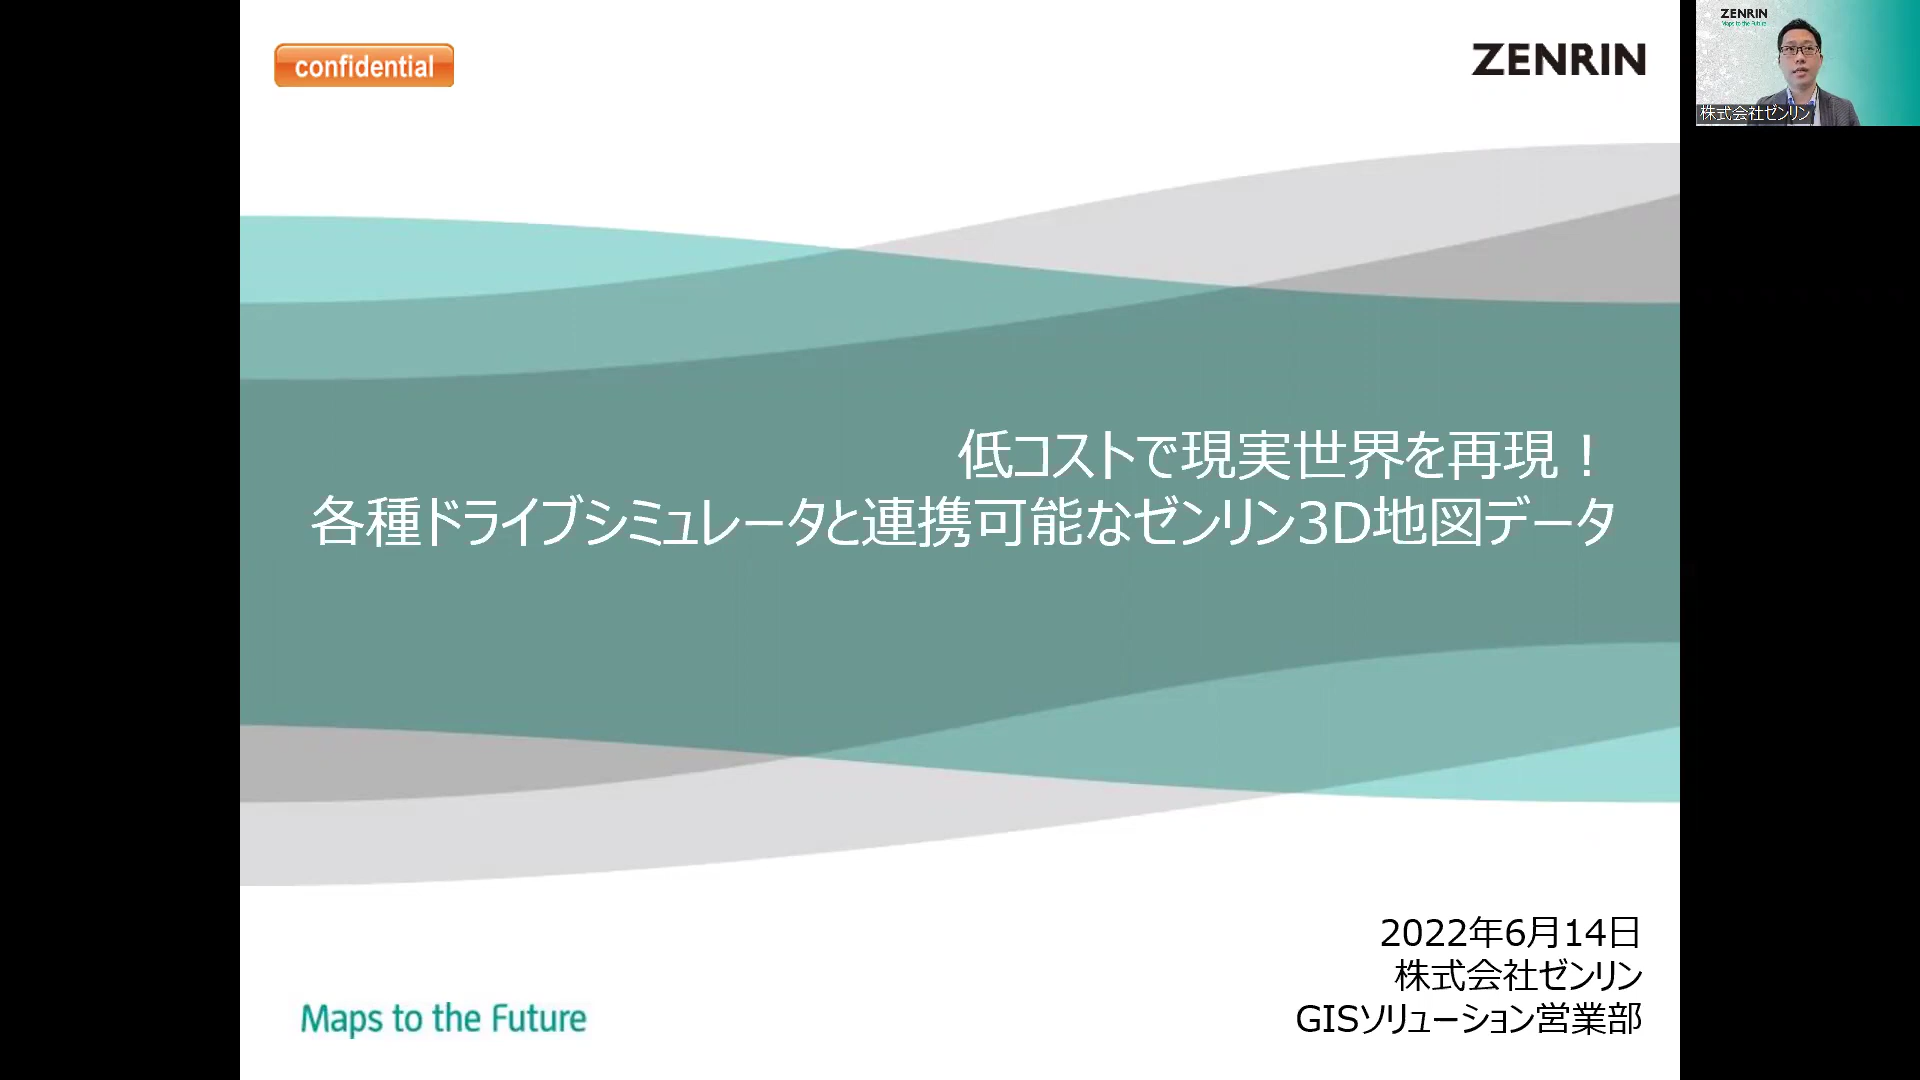 confidential
ZENRIN
ZENRIN
Maps to the Future
株式会社ゼンリン
低コストで現実世界を再現！
各種ドライブシミュレータと連携可能なゼンリン3D地図データ
2022年6月14日
株式会社ゼンリン
GISソリューション営業部
Maps to the Future